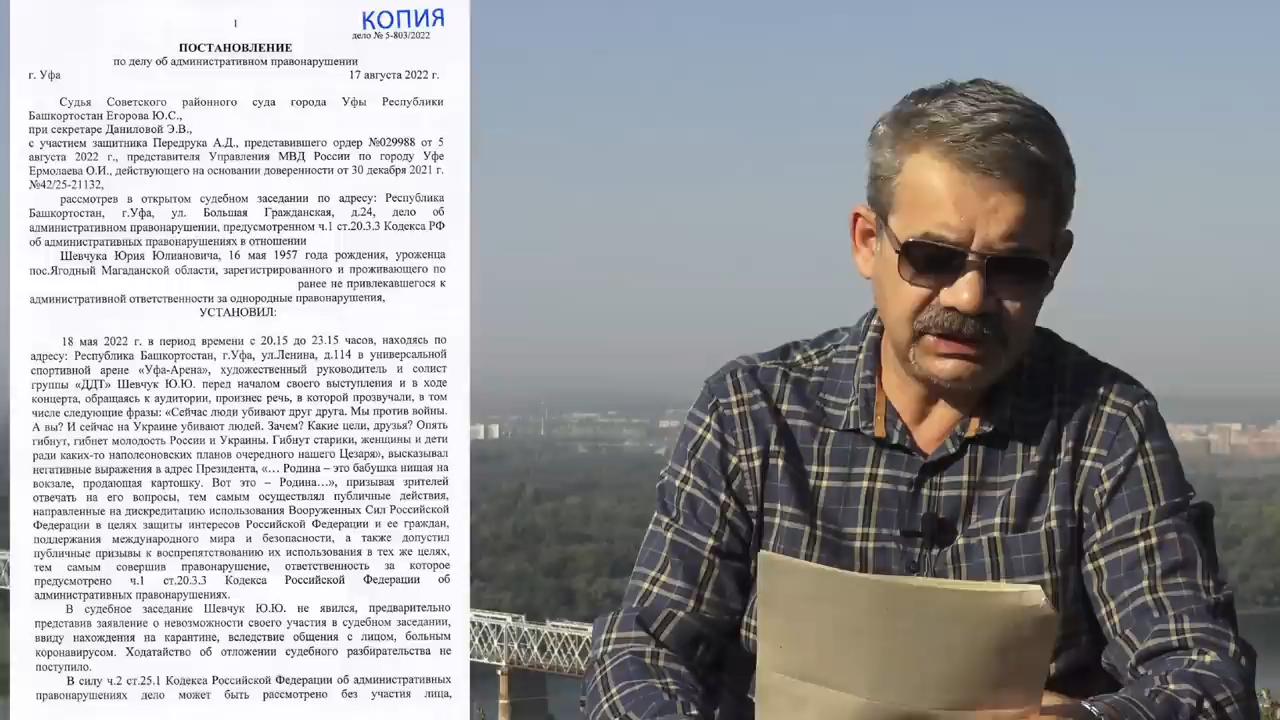 1
КОПИЯ
дело № 5-803/2022
ПОСТАНОВЛЕНИЕ
по делу об административном правонарушении
г. Уфа 17 августа 2022 г.
Судья Советского районного суда города Уфы Республики
Башкортостан Егорова Ю.С.,
при секретаре Даниловой Э.В.,
с участием защитника Передрука А.Д., представившего ордер №029988 от 5
августа 2022 г., представителя Управления МВД России по городу Уфе
Ермолаева О.И., действующего на основании доверенности от 30 декабря 2021 г.
№42/25-21132,
рассмотрев в открытом судебном заседании по адресу: Республика
Башкортостан, г.Уфа, ул. Большая Гражданская, д.24, дело об
административном правонарушении, предусмотренном ч.1 ст.20.3.3 Кодекса РФ
об административных правонарушениях в отношении
Шевчука Юрия Юлиановича, 16 мая 1957 года рождения, уроженца
пос.Ягодный Магаданской области, зарегистрированного и проживающего по
ранее не привлекавшегося к
административной ответственности за однородные правонарушения,
УСТАНОВИЛ:
18 мая 2022 г. в период времени с 20.15 до 23.15 часов, находясь по
адресу: Республика Башкортостан, г.Уфа, ул.Ленина, д.114 в универсальной
спортивной арене «Уфа-Арена», художественный руководитель и солист
группы «ДДТ» Шевчук Ю.Ю. перед началом своего выступления и в ходе
концерта, обращаясь к аудитории, произнес речь, в которой прозвучали, в том
числе следующие фразы: «Сейчас люди убивают друг друга. Мы против войны.
А вы? И сейчас на Украине убивают людей. Зачем? Какие цели, друзья? Опять
гибнут, гибнет молодость России и Украины. Гибнут старики, женщины и дети
ради каких-то наполеоновских планов очередного нашего Цезаря», высказывал
негативные выражения в адрес Президента, «… Родина – это бабушка нищая на
вокзале, продающая картошку. Вот это – Родина…», призывая зрителей
отвечать на его вопросы, тем самым осуществлял публичные действия,
направленные на дискредитацию использования Вооруженных Сил Российской
Федерации в целях защиты интересов Российской Федерации и ее граждан,
поддержания международного мира и безопасности, а также допустил
публичные призывы к воспрепятствованию их использования в тех же целях,
тем самым совершив правонарушение, ответственность за которое
предусмотрено ч.1 ст.20.3.3 Кодекса Российской Федерации об
административных правонарушениях.
В судебное заседание Шевчук Ю.Ю. не явился, предварительно
представив заявление о невозможности своего участия в судебном заседании,
ввиду нахождения на карантине, вследствие общения с лицом, больным
коронавирусом. Ходатайство об отложении судебного разбирательства не
поступило.
В силу ч.2 ст.25.1 Кодекса Российской Федерации об административных
правонарушениях дело может быть рассмотрено без участия лица,